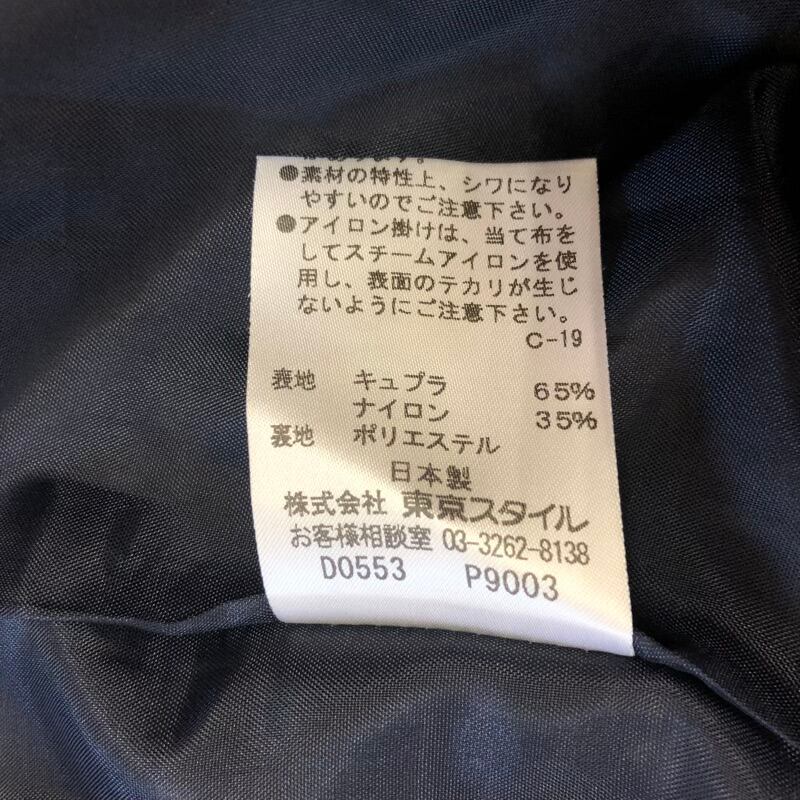 があります。
●素材の特性上、シワになり
やすいのでご注意下さい。
●アイロン掛けは、当て布を
してスチームアイロンを使
用し、表面のテカリが生じ
ないようにご注意下さい。
C-19
表地 キュプラ 65%
ナイロン 35%
裏地 ポリエステル
日本製
株式会社 東京スタイル
お客様相談室 03-3262-8138
D0553 P9003